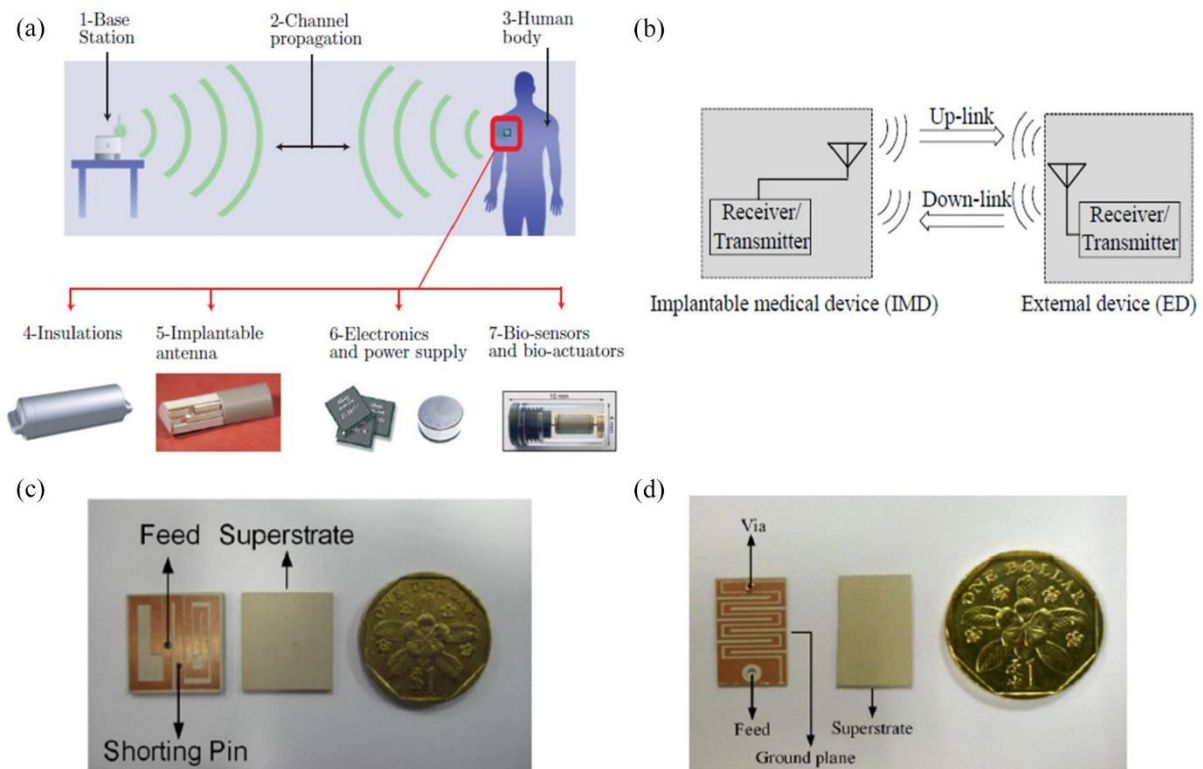 (a)
1-Base
Station
2-Channel
propagation
3-Human
body
4-Insulations
5-Implantable
antenna
6-Electronics
and power supply
7-Bio-sensors
and bio-actuators
10 mm
(b)
Up-link
Down-link
Receiver/
Transmitter
Receiver/
Transmitter
Implantable medical device (IMD)
External device (ED)
(c)
Feed
Superstrate
Shorting Pin
$1
(d)
Via
Feed
Ground plane
Superstrate
ONE DOLLAR
$1